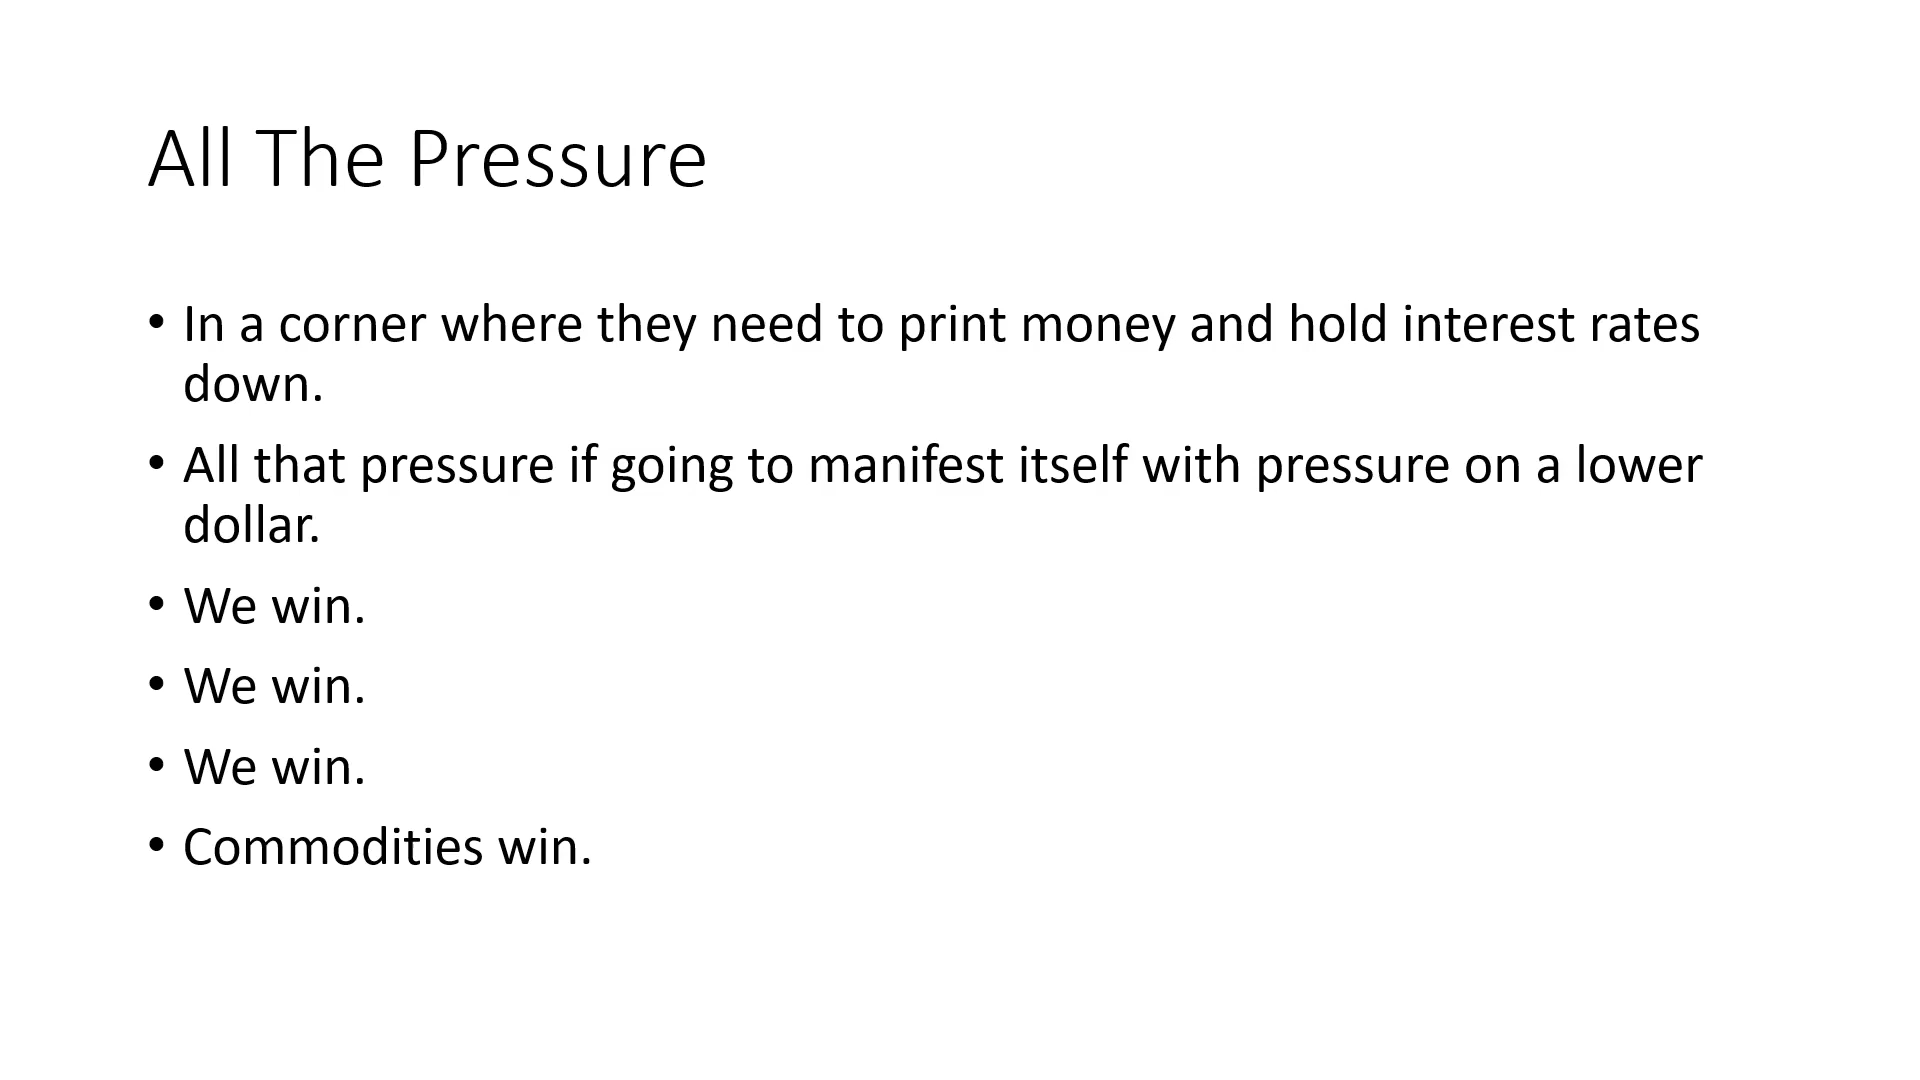 All The Pressure
• In a corner where they need to print money and hold interest rates
down.
• All that pressure if going to manifest itself with pressure on a lower
dollar.
• We win.
• We win.
• We win.
• Commodities win.